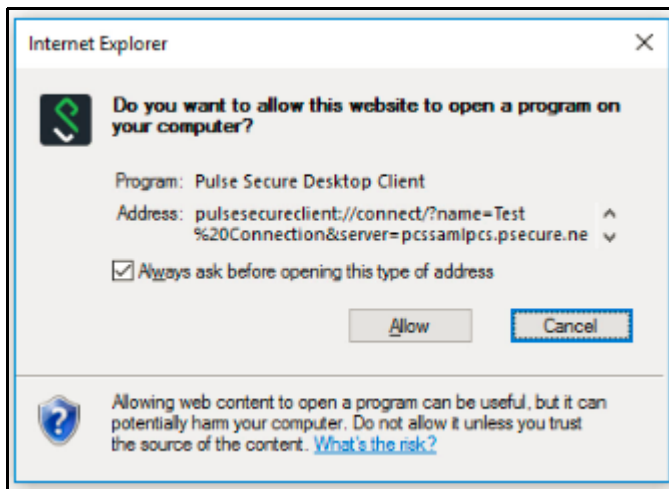 Internet Explorer
Do you want to allow this website to open a program on
your computer?
Program: Pulse Secure Desktop Client
Address: pulsesecureclient://connect/?name=Test
%20Connection&server=pcssamlpcs.psecure.ne
Always ask before opening this type of address
Allow
Cancel
Allowing web content to open a program can be useful, but it can
potentially harm your computer. Do not allow it unless you trust
the source of the content. What's the risk?